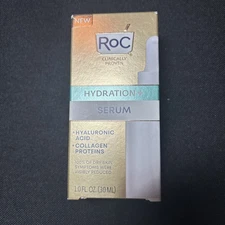 NEW
RoC
CLINICALLY
PROVEN
HYDRATION
SERUM
• HYALURONIC
ACID
• COLLAGEN
PROTEINS
1.0 FL OZ (30 ML)